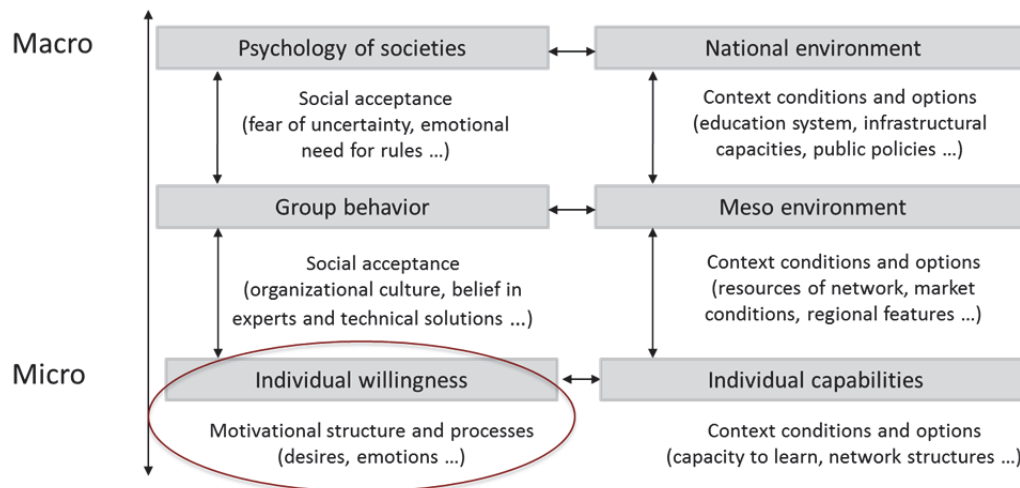 Macro
Psychology of societies
National environment
Social acceptance
(fear of uncertainty, emotional
need for rules ...)
Context conditions and options
(education system, infrastructural
capacities, public policies ...)
Group behavior
Meso environment
Social acceptance
(organizational culture, belief in
experts and technical solutions ...)
Context conditions and options
(resources of network, market
conditions, regional features ...)
Micro
Individual willingness
Individual capabilities
Motivational structure and processes
(desires, emotions ...)
Context conditions and options
(capacity to learn, network structures ...)